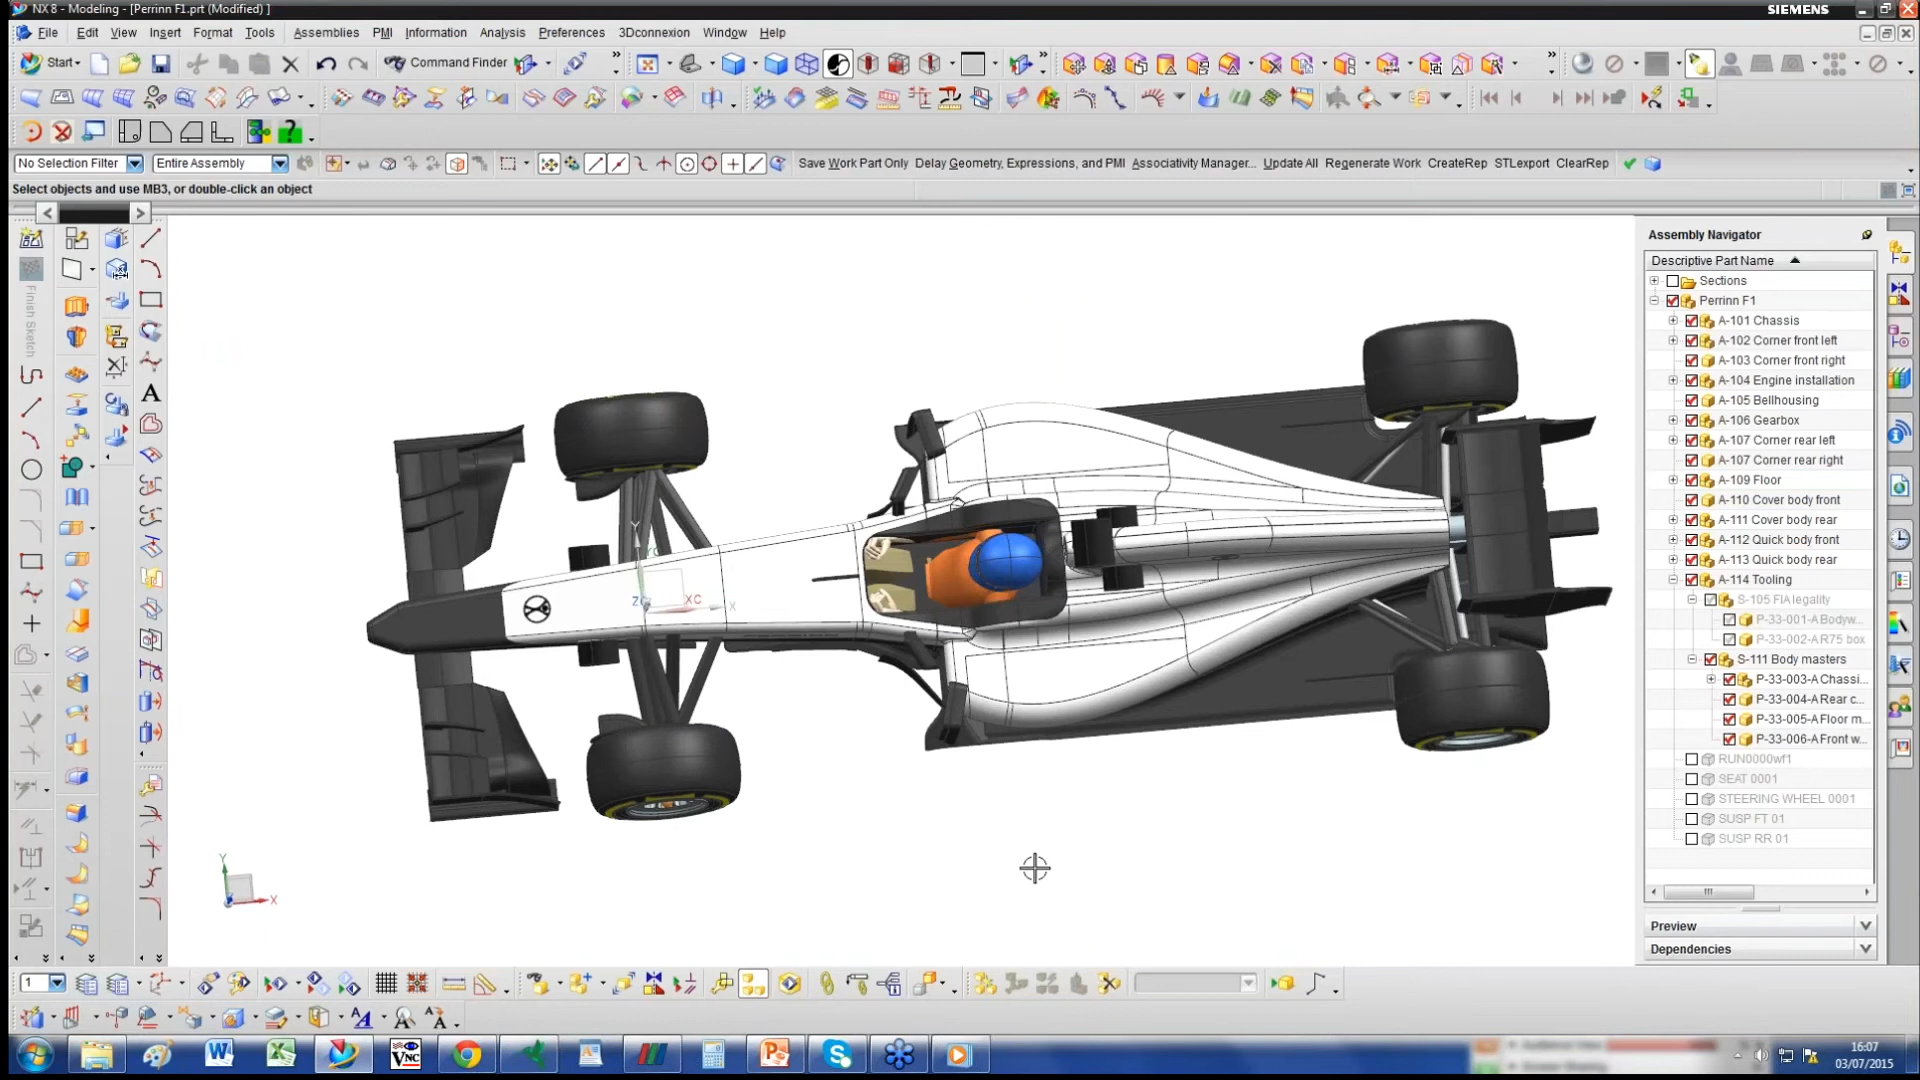 NX 8 - Modeling - [Perrinn F1.prt (Modified) ]
SIEMENS
File Edit View Insert Format Tools Assemblies PMI Information Analysis Preferences 3Dconnexion Window Help
Start Command Finder
No Selection Filter Entire Assembly Save Work Part Only Delay Geometry, Expressions, and PMI Associativity Manager... Update All Regenerate Work CreateRep STLexport ClearRep
Select objects and use MB3, or double-click an object
Assembly Navigator
Descriptive Part Name
Sections
Perrinn F1
A-101 Chassis
A-102 Corner front left
A-103 Corner front right
A-104 Engine installation
A-105 Bellhousing
A-106 Gearbox
A-107 Corner rear left
A-107 Corner rear right
A-109 Floor
A-110 Cover body front
A-111 Cover body rear
A-112 Quick body front
A-113 Quick body rear
A-114 Tooling
S-105 FIA legality
P-33-001-A Bodyw...
P-33-002-A R75 box
S-111 Body masters
P-33-003-A Chassi...
P-33-004-A Rear c...
P-33-005-A Floor m...
P-33-006-A Front w...
RUN0000wf1
SEAT 0001
STEERING WHEEL 0001
SUSP FT 01
SUSP RR 01
Preview
Dependencies
Finish Sketch
A
Y
XC
X
Y
X
1
VNC
16:07
03/07/2015